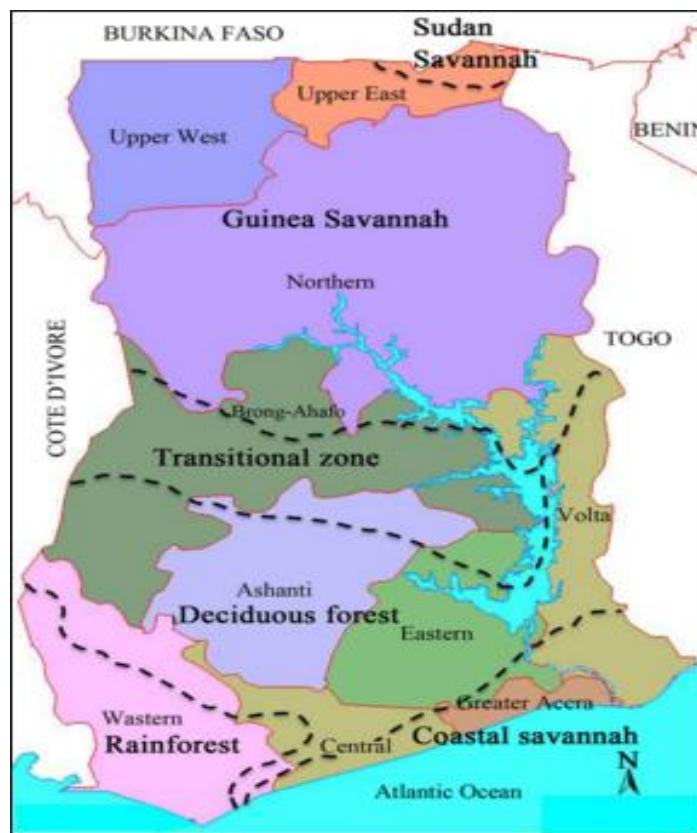 BURKINA FASO
Sudan
Savannah
Upper East
Upper West
BENIN
Guinea Savannah
Northern
TOGO
COTE D'IVORE
Brong-Ahafo
Transitional zone
Volta
Ashanti
Deciduous forest
Eastern
Wastern
Rainforest
Greater Accra
Central
Coastal savannah
N
Atlantic Ocean